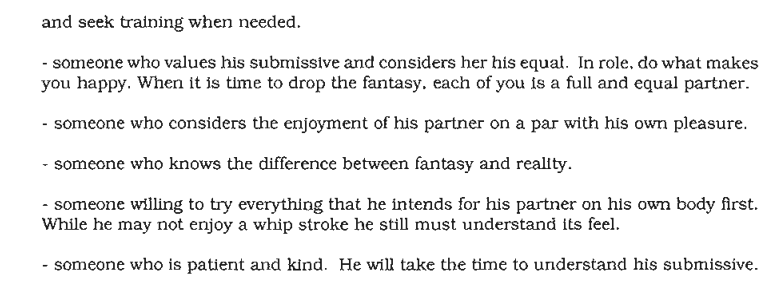 and seek training when needed.
- someone who values his submissive and considers her his equal. In role, do what makes
you happy. When it is time to drop the fantasy, each of you is a full and equal partner.
- someone who considers the enjoyment of his partner on a par with his own pleasure.
- someone who knows the difference between fantasy and reality.
- someone willing to try everything that he intends for his partner on his own body first.
While he may not enjoy a whip stroke he still must understand its feel.
- someone who is patient and kind. He will take the time to understand his submissive.